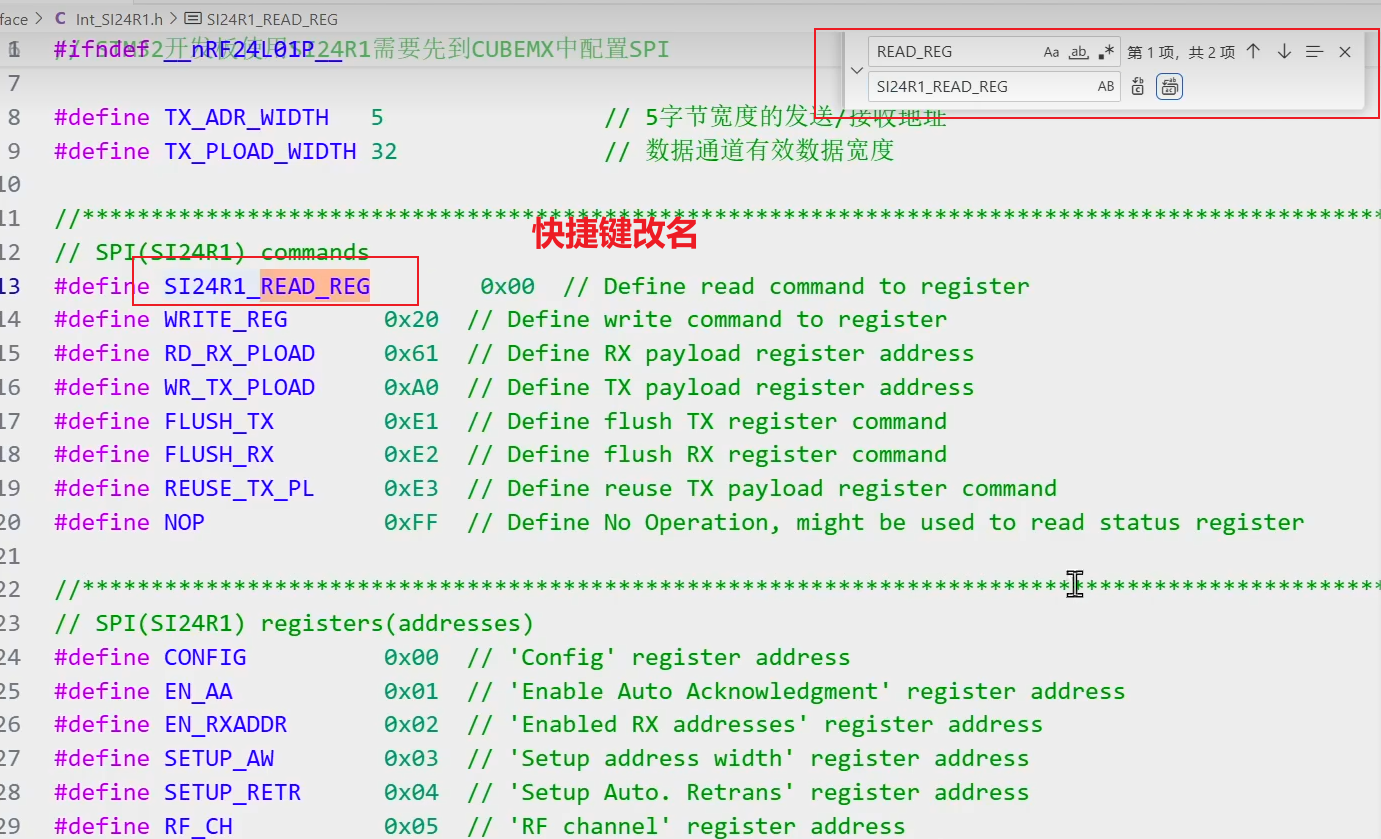 face > C Int_SI24R1.h > SI24R1_READ_REG
6 #ifndef __nRF24L01P__
READ_REG Aa ab .* 第 1 项, 共 2 项
SI24R1_READ_REG AB
7
8 #define TX_ADR_WIDTH 5 // 5字节宽度的发送/接收地址
9 #define TX_PLOAD_WIDTH 32 // 数据通道有效数据宽度
10
快捷键改名
11 //************************************************************************************************
12 // SPI(SI24R1) commands
13 #define SI24R1_READ_REG 0x00 // Define read command to register
14 #define WRITE_REG 0x20 // Define write command to register
15 #define RD_RX_PLOAD 0x61 // Define RX payload register address
16 #define WR_TX_PLOAD 0xA0 // Define TX payload register address
17 #define FLUSH_TX 0xE1 // Define flush TX register command
18 #define FLUSH_RX 0xE2 // Define flush RX register command
19 #define REUSE_TX_PL 0xE3 // Define reuse TX payload register command
20 #define NOP 0xFF // Define No Operation, might be used to read status register
21
22 //************************************************************************************************
23 // SPI(SI24R1) registers(addresses)
24 #define CONFIG 0x00 // 'Config' register address
25 #define EN_AA 0x01 // 'Enable Auto Acknowledgment' register address
26 #define EN_RXADDR 0x02 // 'Enabled RX addresses' register address
27 #define SETUP_AW 0x03 // 'Setup address width' register address
28 #define SETUP_RETR 0x04 // 'Setup Auto. Retrans' register address
29 #define RF_CH 0x05 // 'RF channel' register address